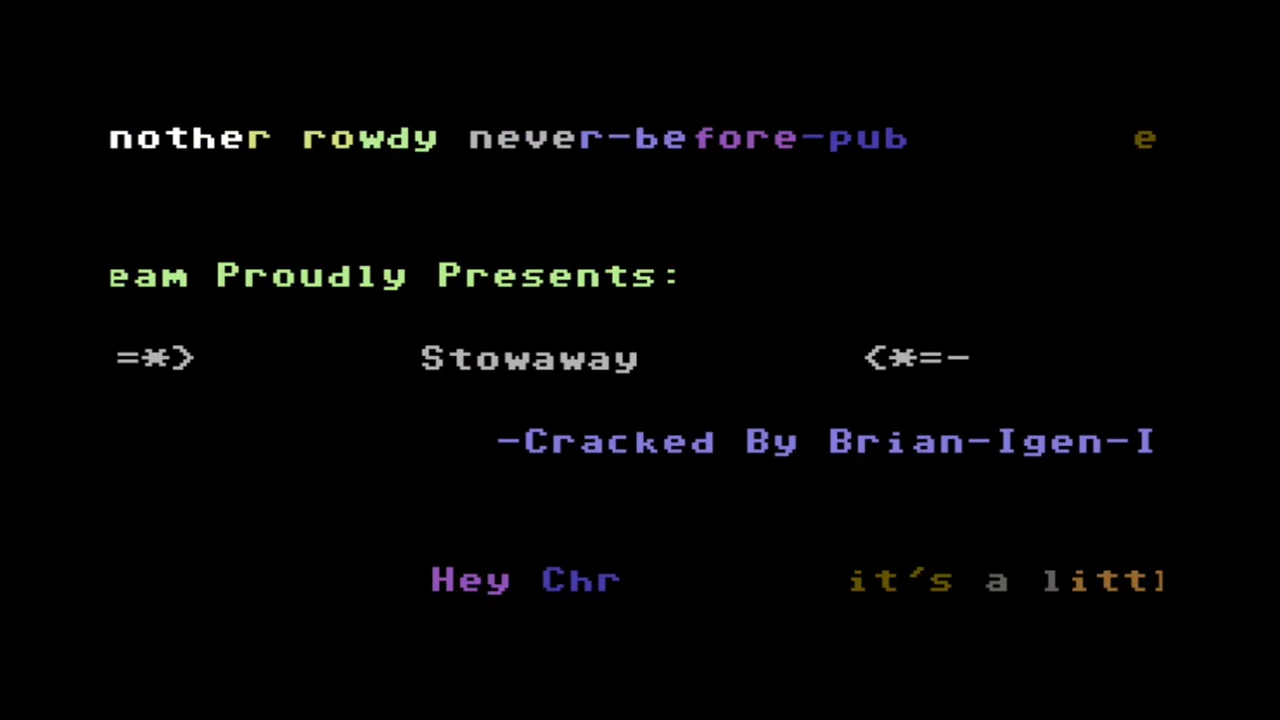 nother rowdy never-before-pub e
eam Proudly Presents:
=*> Stowaway <*=-
-Cracked By Brian-Igen-I
Hey Chr it's a litt